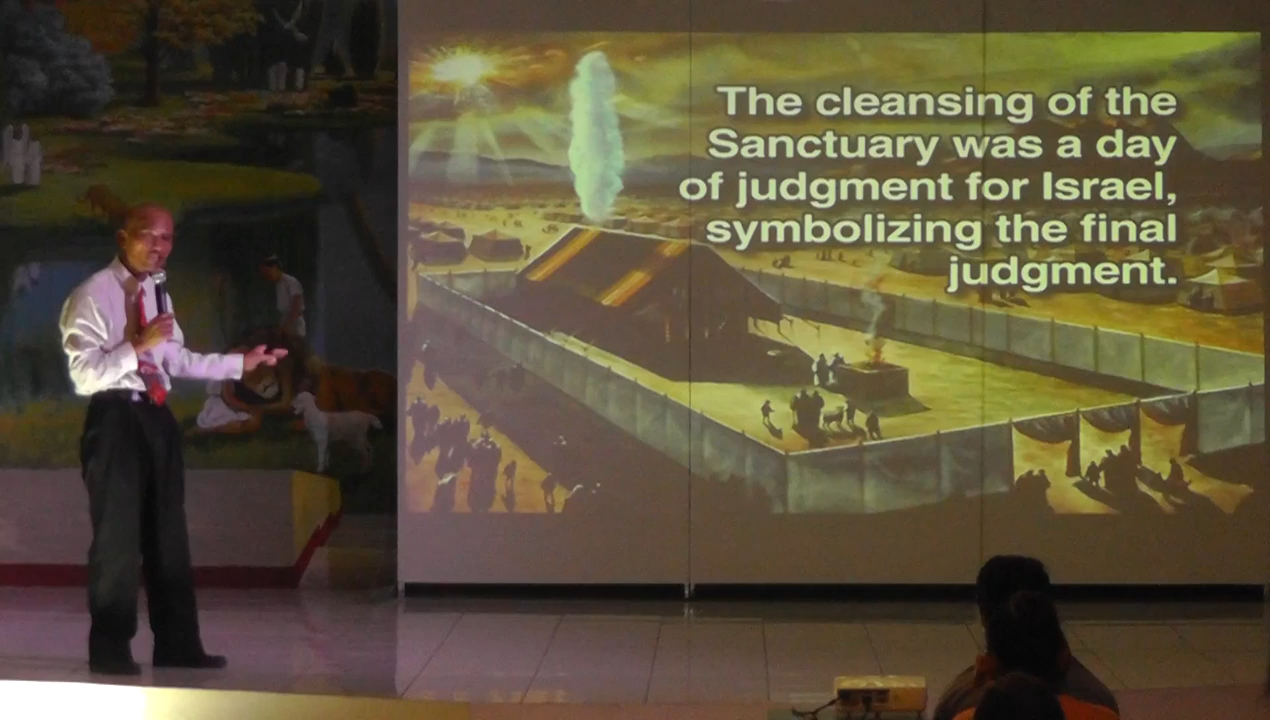 The cleansing of the
Sanctuary was a day
of judgment for Israel,
symbolizing the final
judgment.